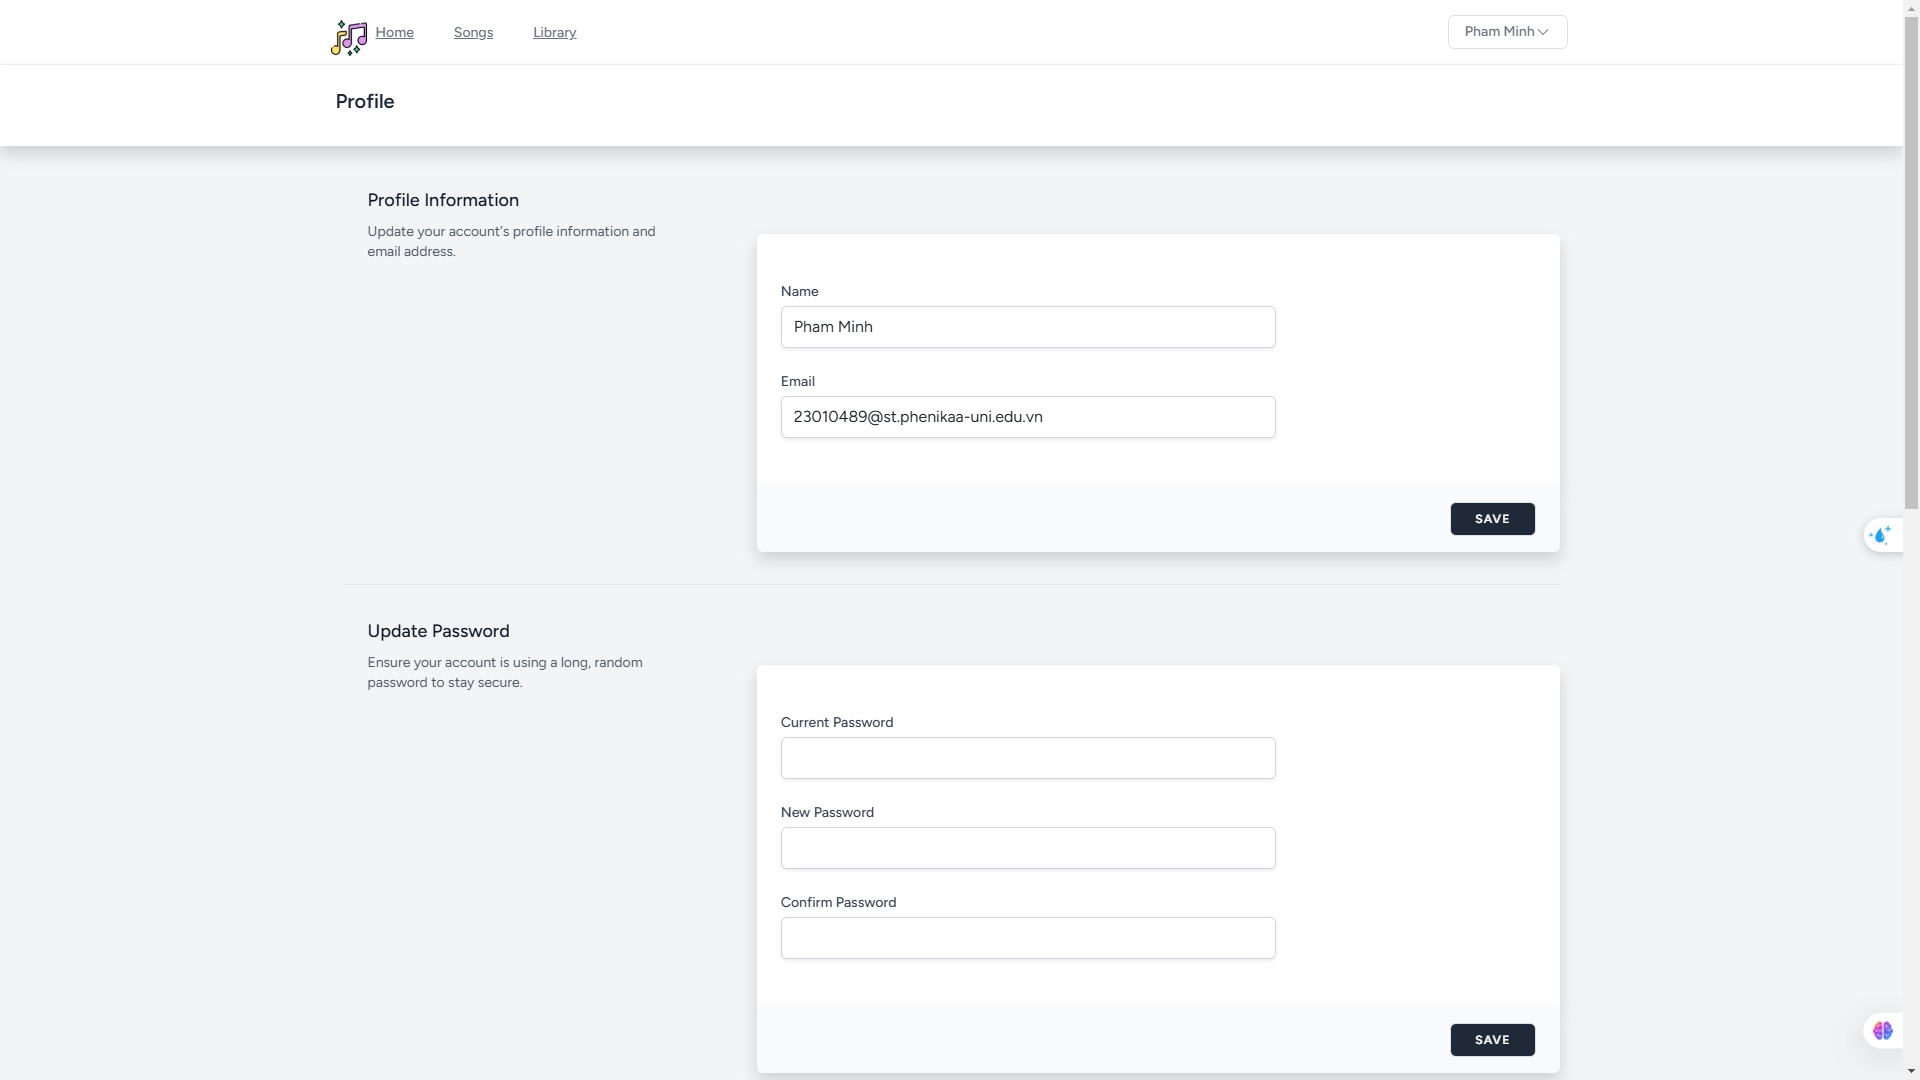 Home
Songs
Library
Pham Minh
Profile
Profile Information
Update your account's profile information and
email address.
Name
Pham Minh
Email
23010489@st.phenikaa-uni.edu.vn
SAVE
Update Password
Ensure your account is using a long, random
password to stay secure.
Current Password
New Password
Confirm Password
SAVE